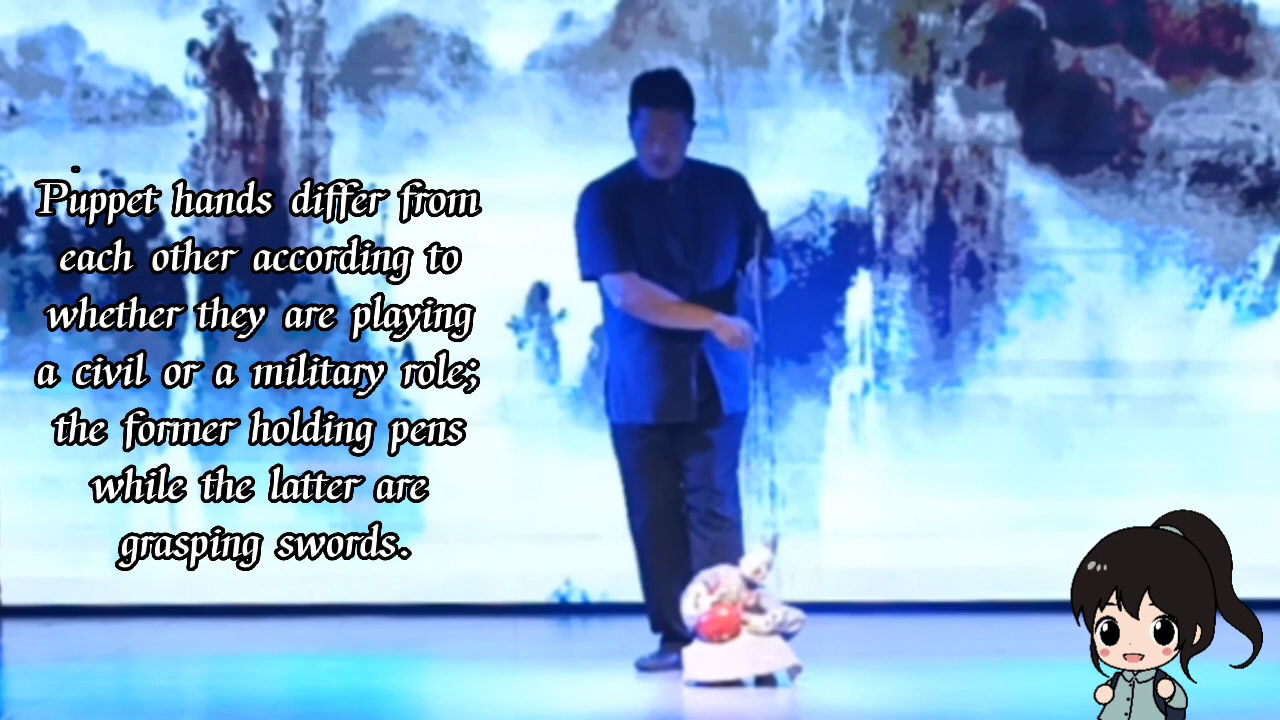 Puppet hands differ from
each other according to
whether they are playing
a civil or a military role;
the former holding pens
while the latter are
grasping swords.